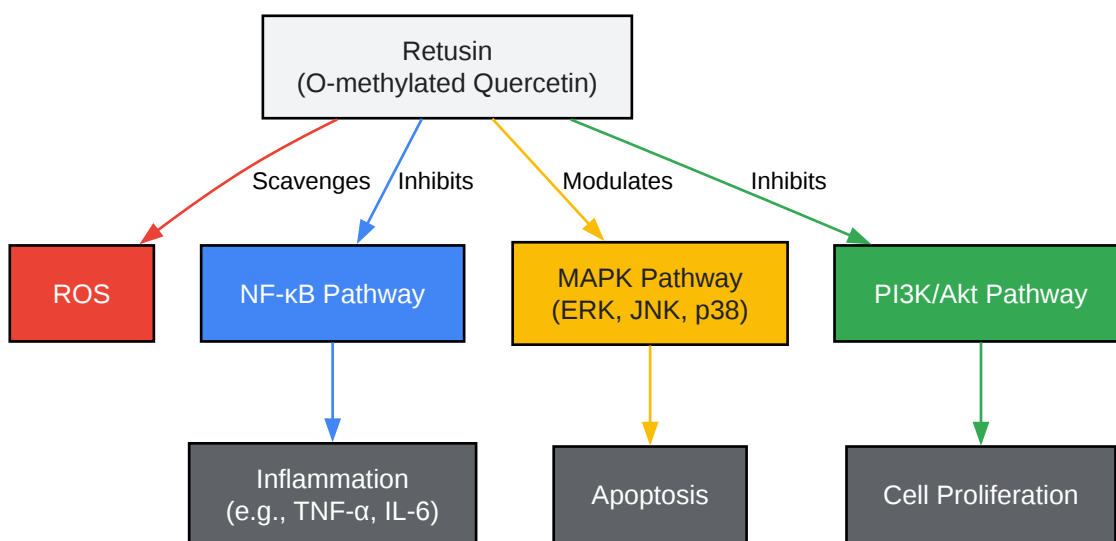 Retusin
(O-methylated Quercetin)
Scavenges
Inhibits
Modulates
Inhibits
ROS
NF-κB Pathway
MAPK Pathway
(ERK, JNK, p38)
PI3K/Akt Pathway
Inflammation
(e.g., TNF-α, IL-6)
Apoptosis
Cell Proliferation